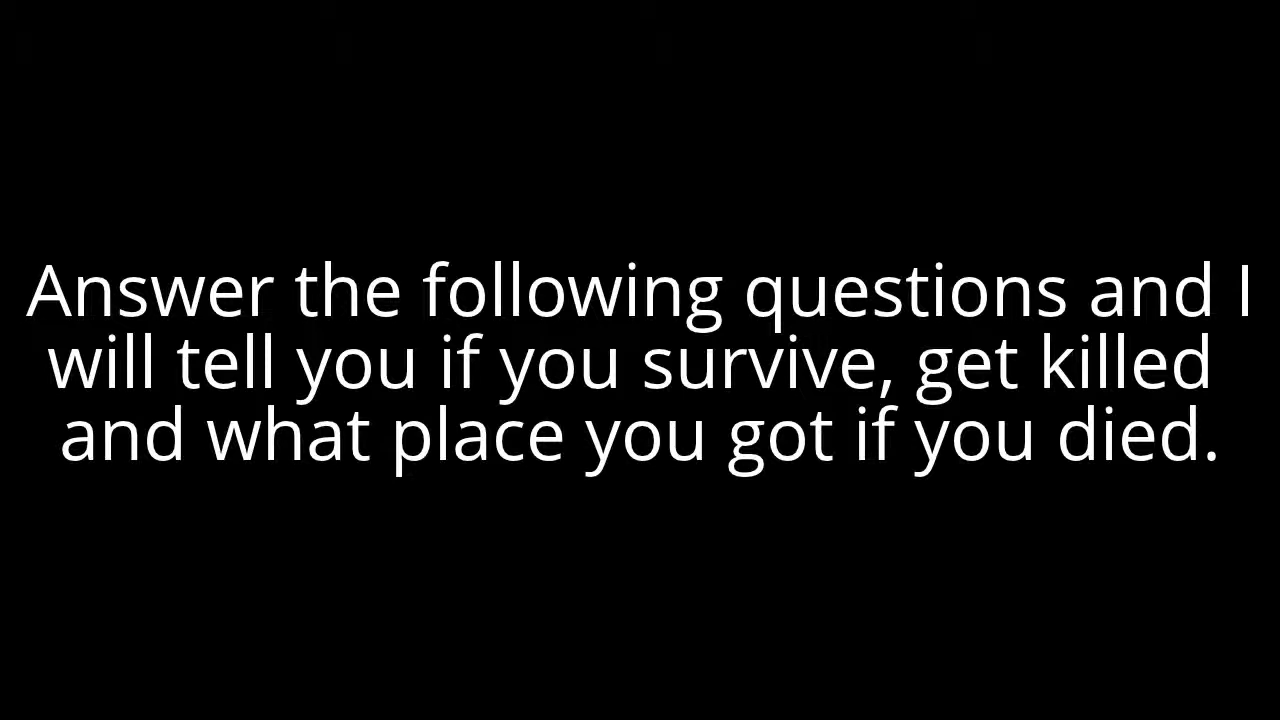 Answer the following questions and I
will tell you if you survive, get killed
and what place you got if you died.